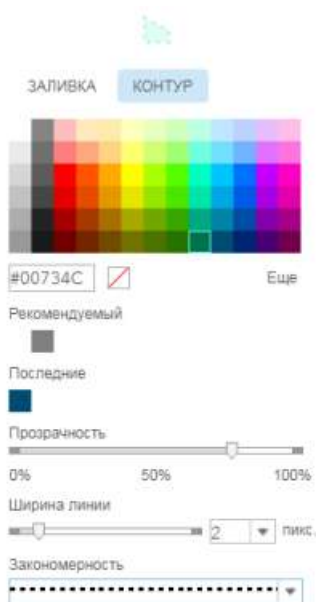 ЗАЛИВКА КОНТУР
#00734C Еще
Рекомендуемый
Последние
Прозрачность
0% 50% 100%
Ширина линии
2 пикс.
Закономерность